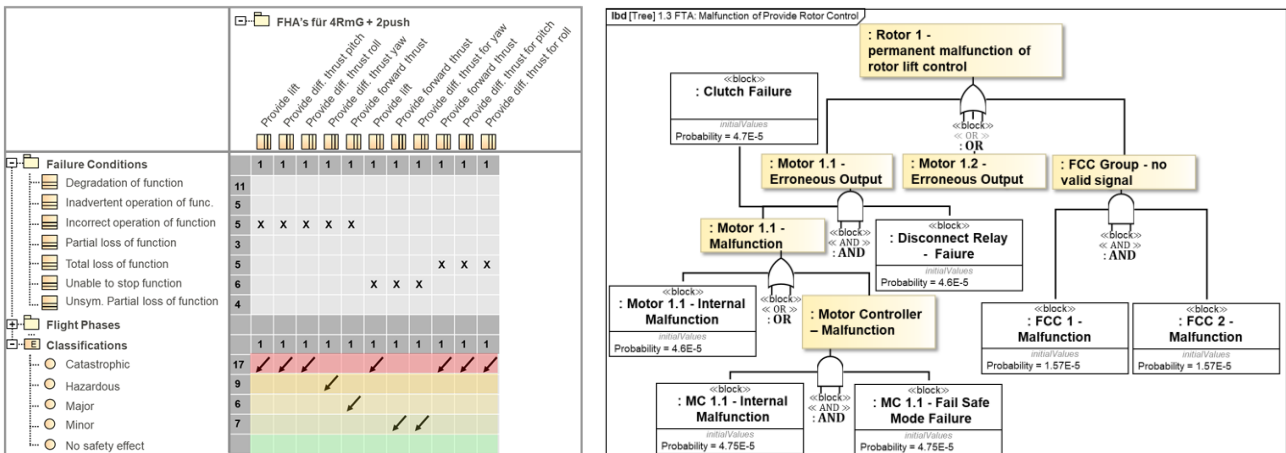 FHA's für 4RmG + 2push
Provide lift
Provide diff. thrust pitch
Provide diff. thrust roll
Provide diff. thrust yaw
Provide forward thrust
Provide lift
Provide forward thrust
Provide diff. thrust for yaw
Provide forward thrust
Provide diff. thrust for pitch
Provide diff. thrust for roll
Failure Conditions 1 1 1 1 1 1 1 1 1 1 1
Degradation of function 11
Inadvertent operation of func. 5
Incorrect operation of function 5 X X X X X
Partial loss of function 3
Total loss of function 5 X X X
Unable to stop function 6 X X X
Unsym. Partial loss of function 4
Flight Phases
...
E Classifications 1 1 1 1 1 1 1 1 1 1 1
Catastrophic 17
Hazardous 9
Major 6
Minor 7
No safety effect
lbd [Tree] 1.3 FTA: Malfunction of Provide Rotor Control
: Rotor 1 -
permanent malfunction of
rotor lift control
«block»
: Clutch Failure
initialValues
Probability = 4.7E-5
«block»
« OR »
: OR
: Motor 1.1 -
Erroneous Output
: Motor 1.2 -
Erroneous Output
FCC Group - no
valid signal
«block»
« AND »
: AND
«block»
« AND »
: AND
: Motor 1.1 -
Malfunction
«block»
: Disconnect Relay
- Faiure
initialValues
Probability = 4.6E-5
«block»
: Motor 1.1 - Internal
Malfunction
initialValues
Probability = 4.6E-5
«block»
« OR »
: OR
: Motor Controller
– Malfunction
«block»
: FCC 1 -
Malfunction
initialValues
Probability = 1.57E-5
«block»
: FCC 2 -
Malfunction
initialValues
Probability = 1.57E-5
«block»
: MC 1.1 - Internal
Malfunction
initialValues
Probability = 4.75E-5
«block»
« AND »
: AND
«block»
: MC 1.1 - Fail Safe
Mode Failure
initialValues
Probability = 4.75E-5